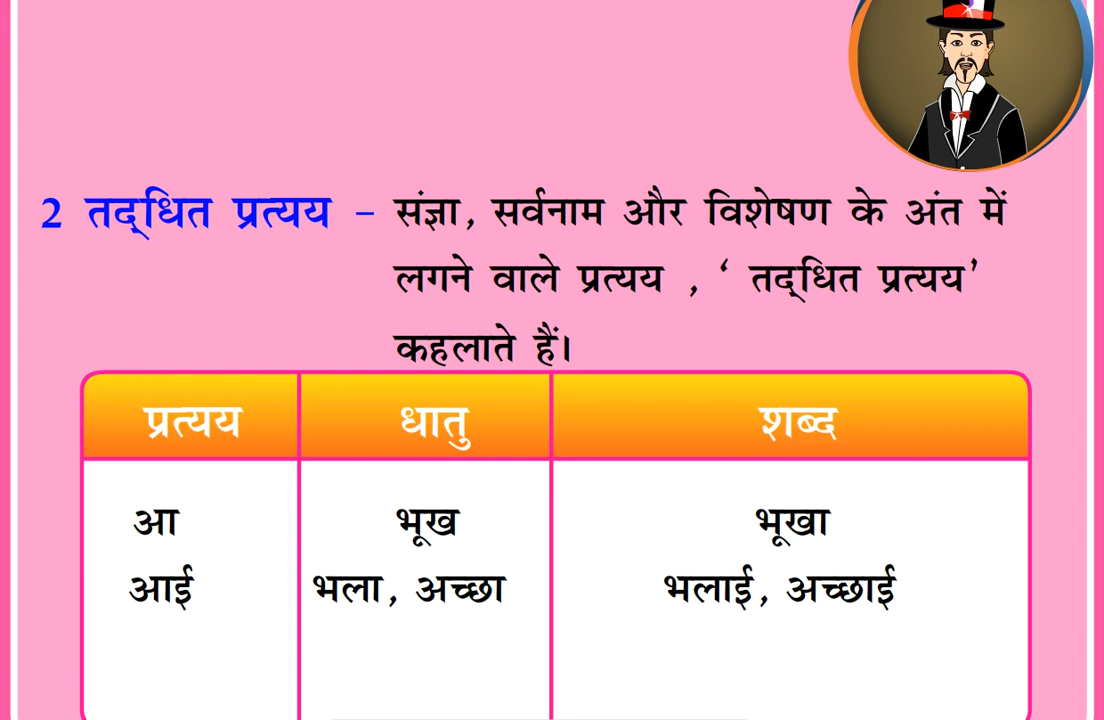 2 तद्धित प्रत्यय – संज्ञा, सर्वनाम और विशेषण के अंत में
लगने वाले प्रत्यय , ‘ तद्धित प्रत्यय’
कहलाते हैं।
प्रत्यय धातु शब्द
आ भूख भूखा
आई भला, अच्छा भलाई, अच्छाई